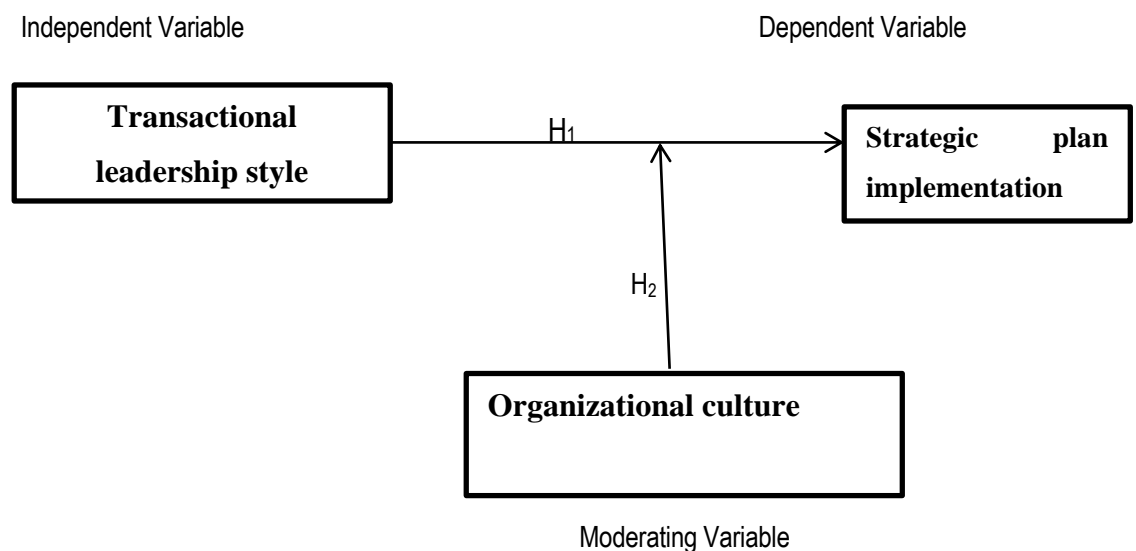 Independent Variable
Dependent Variable
Transactional
leadership style
H₁
Strategic plan
implementation
H₂
Organizational culture
Moderating Variable